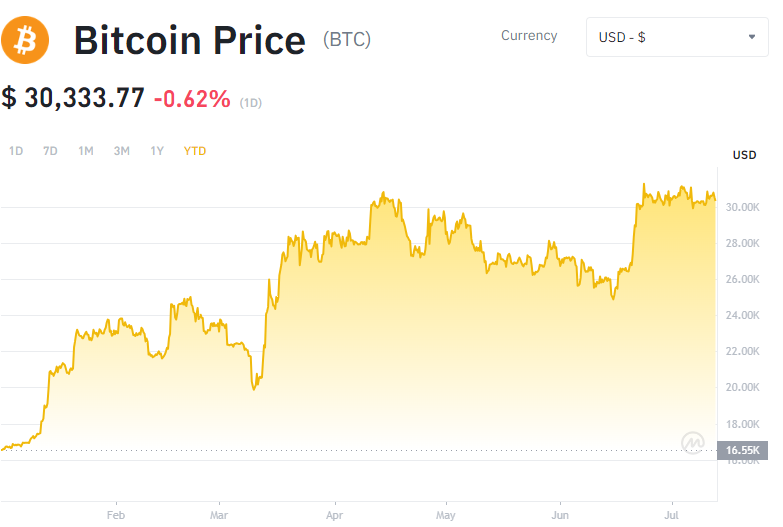 Bitcoin Price (BTC)
Currency
USD - $
$ 30,333.77 -0.62% (1D)
1D 7D 1M 3M 1Y YTD
USD
30.00K
28.00K
26.00K
24.00K
22.00K
20.00K
18.00K
16.55K
16.00K
Feb Mar Apr May Jun Jul